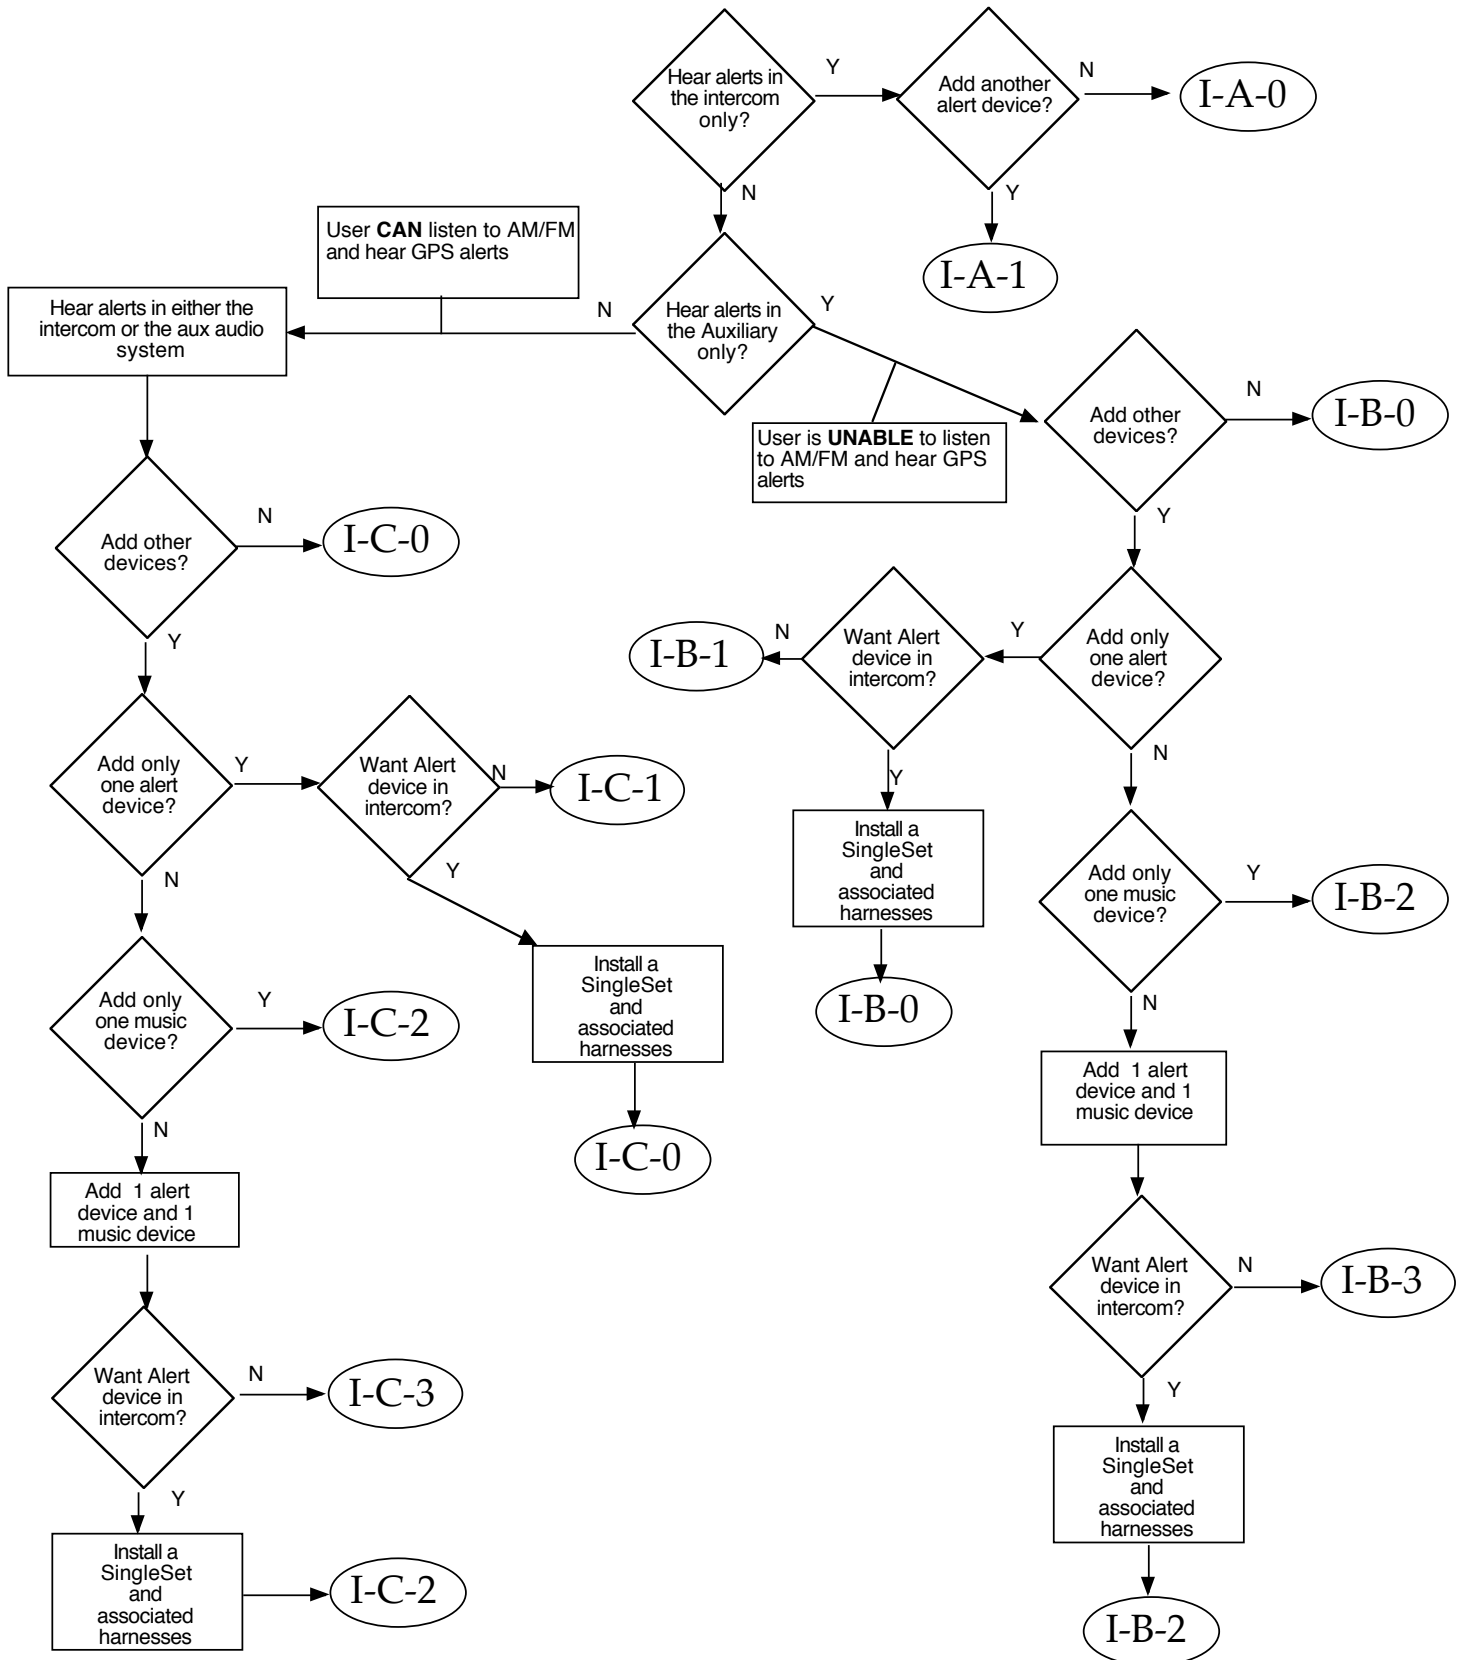 Hear alerts in
the intercom
only?
Y
Add another
alert device?
N
I-A-0
N
Y
I-A-1
User CAN listen to AM/FM
and hear GPS alerts
Hear alerts in either the
intercom or the aux audio
system
N
Hear alerts in
the Auxiliary
only?
Y
User is UNABLE to listen
to AM/FM and hear GPS
alerts
Add other
devices?
N
I-B-0
Y
Add other
devices?
N
I-C-0
Y
I-B-1
N
Want Alert
device in
intercom?
Y
Add only
one alert
device?
Y
N
Add only
one alert
device?
Y
Want Alert
device in
intercom?
N
I-C-1
Y
N
Install a
SingleSet
and
associated
harnesses
I-B-0
Add only
one music
device?
Y
I-B-2
N
Add only
one music
device?
Y
I-C-2
N
Install a
SingleSet
and
associated
harnesses
I-C-0
Add 1 alert
device and 1
music device
Add 1 alert
device and 1
music device
Want Alert
device in
intercom?
N
I-B-3
Y
Want Alert
device in
intercom?
N
I-C-3
Y
Install a
SingleSet
and
associated
harnesses
I-B-2
Install a
SingleSet
and
associated
harnesses
I-C-2